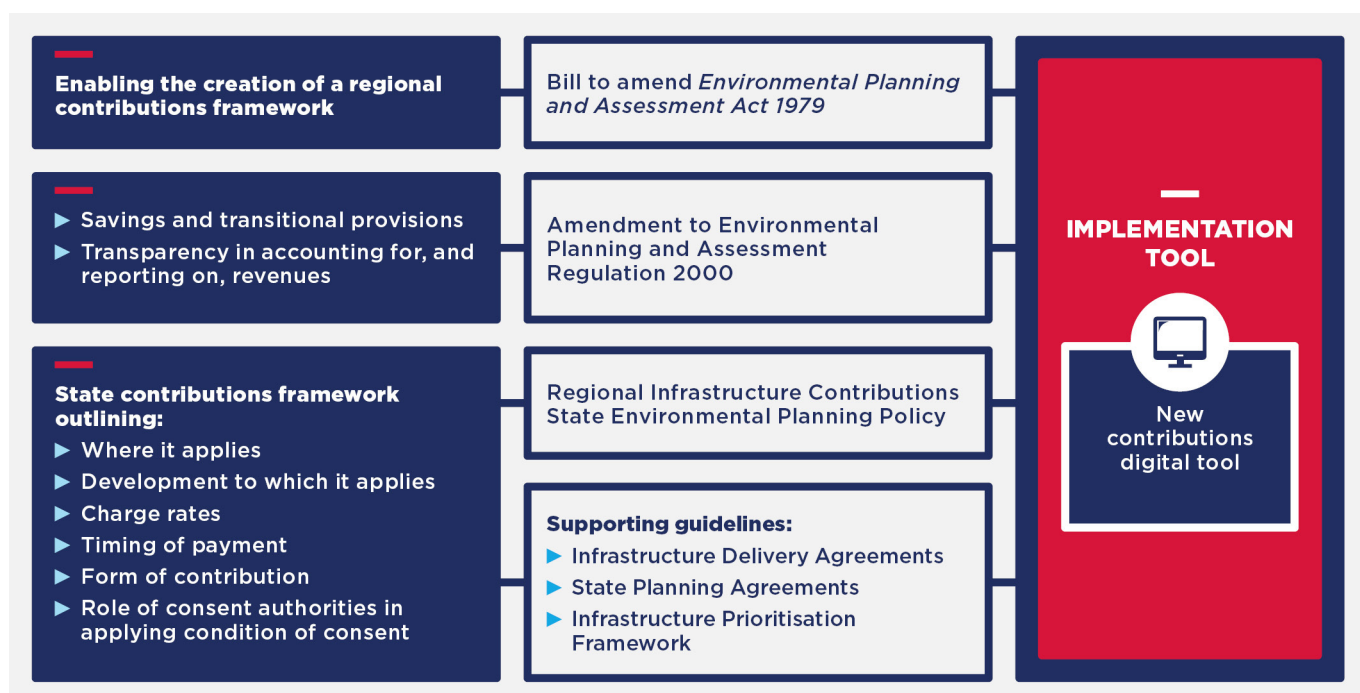 Enabling the creation of a regional
contributions framework
Bill to amend Environmental Planning
and Assessment Act 1979
▶ Savings and transitional provisions
▶ Transparency in accounting for, and
reporting on, revenues
Amendment to Environmental
Planning and Assessment
Regulation 2000
State contributions framework
outlining:
▶ Where it applies
▶ Development to which it applies
▶ Charge rates
▶ Timing of payment
▶ Form of contribution
▶ Role of consent authorities in
applying condition of consent
Regional Infrastructure Contributions
State Environmental Planning Policy
Supporting guidelines:
▶ Infrastructure Delivery Agreements
▶ State Planning Agreements
▶ Infrastructure Prioritisation
Framework
IMPLEMENTATION
TOOL
New
contributions
digital tool